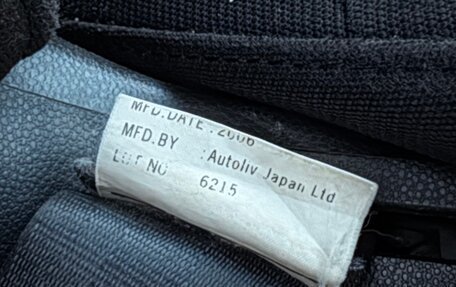 MFD.DATE : 2006
MFD.BY : Autoliv Japan Ltd
LOT NO 6215